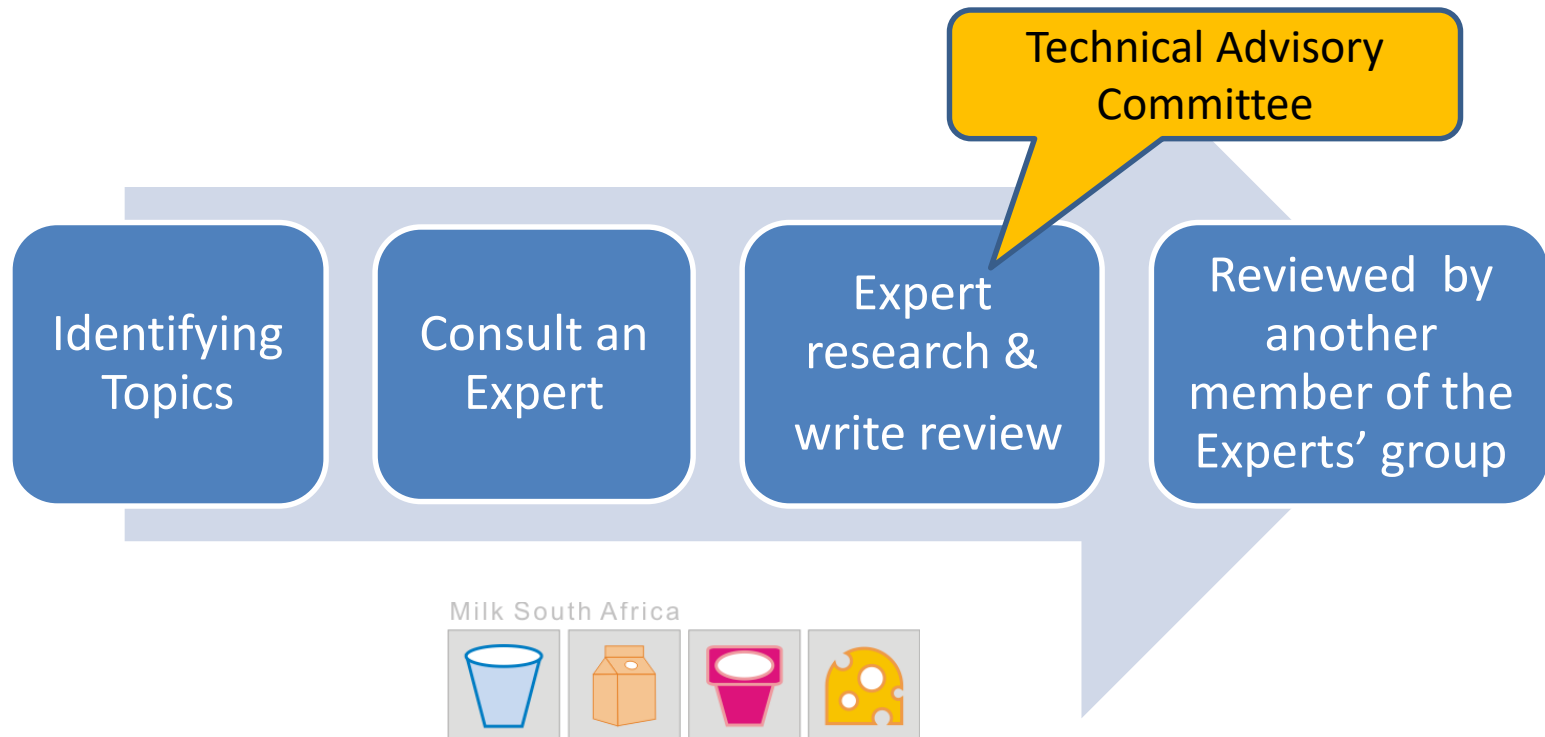 Technical Advisory
Committee
Identifying
Topics
Consult an
Expert
Expert
research &
write review
Reviewed by
another
member of the
Experts’ group
Milk South Africa